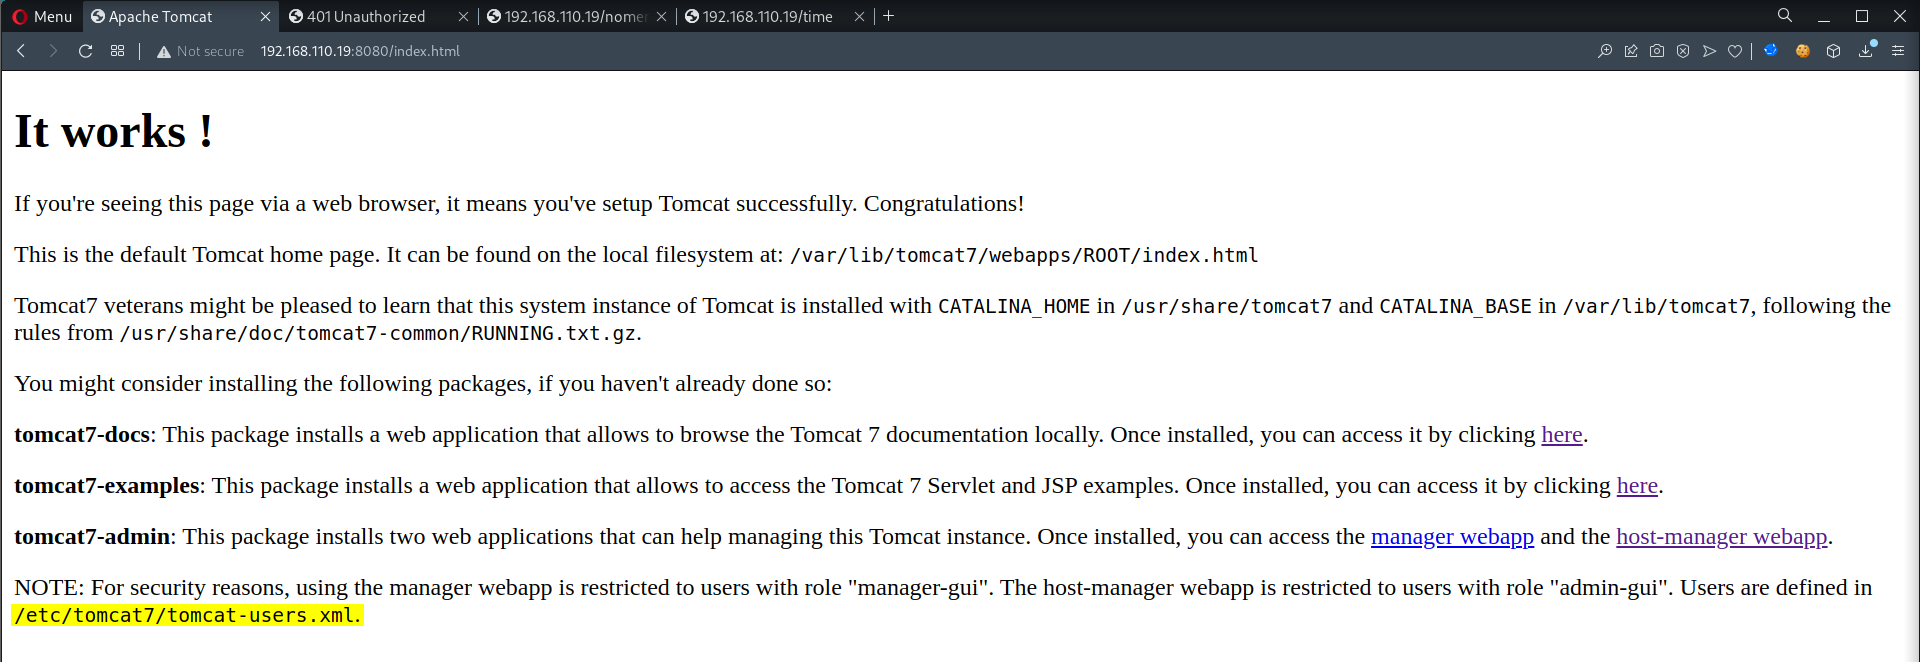 Menu
Apache Tomcat
401 Unauthorized
192.168.110.19/nomer
192.168.110.19/time
Not secure
192.168.110.19:8080/index.html
It works !
If you're seeing this page via a web browser, it means you've setup Tomcat successfully. Congratulations!
This is the default Tomcat home page. It can be found on the local filesystem at: /var/lib/tomcat7/webapps/ROOT/index.html
Tomcat7 veterans might be pleased to learn that this system instance of Tomcat is installed with CATALINA_HOME in /usr/share/tomcat7 and CATALINA_BASE in /var/lib/tomcat7, following the
rules from /usr/share/doc/tomcat7-common/RUNNING.txt.gz.
You might consider installing the following packages, if you haven't already done so:
tomcat7-docs: This package installs a web application that allows to browse the Tomcat 7 documentation locally. Once installed, you can access it by clicking here.
tomcat7-examples: This package installs a web application that allows to access the Tomcat 7 Servlet and JSP examples. Once installed, you can access it by clicking here.
tomcat7-admin: This package installs two web applications that can help managing this Tomcat instance. Once installed, you can access the manager webapp and the host-manager webapp.
NOTE: For security reasons, using the manager webapp is restricted to users with role "manager-gui". The host-manager webapp is restricted to users with role "admin-gui". Users are defined in
/etc/tomcat7/tomcat-users.xml.